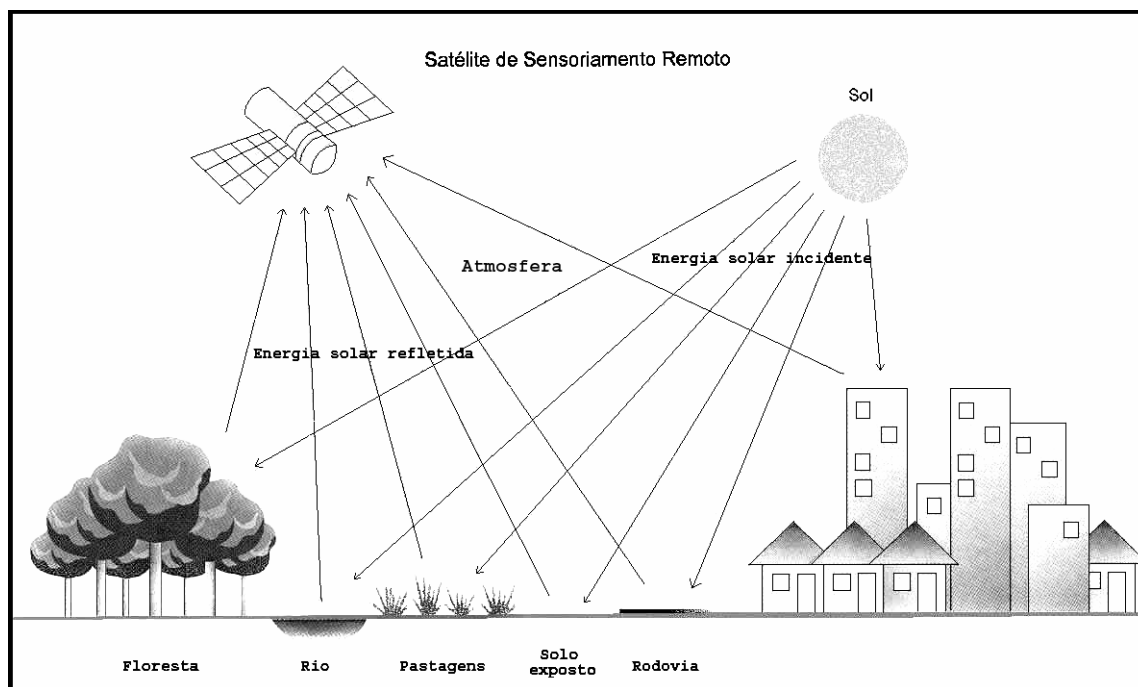 Satélite de Sensoriamento Remoto
Sol
Energia solar incidente
Atmosfera
Energia solar refletida
Floresta
Rio
Pastagens
Solo
exposto
Rodovia